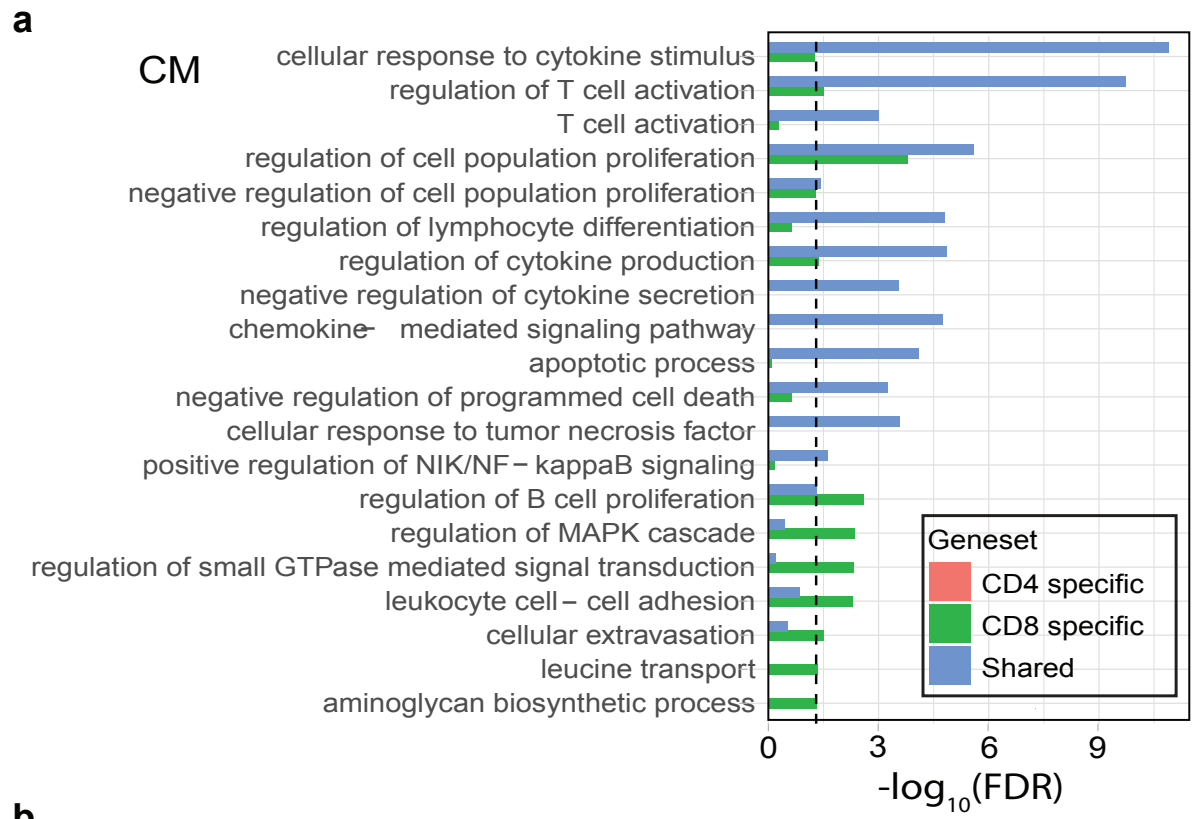 a
CM
cellular response to cytokine stimulus
regulation of T cell activation
T cell activation
regulation of cell population proliferation
negative regulation of cell population proliferation
regulation of lymphocyte differentiation
regulation of cytokine production
negative regulation of cytokine secretion
chemokine- mediated signaling pathway
apoptotic process
negative regulation of programmed cell death
cellular response to tumor necrosis factor
positive regulation of NIK/NF-kappaB signaling
regulation of B cell proliferation
regulation of MAPK cascade
regulation of small GTPase mediated signal transduction
leukocyte cell-cell adhesion
cellular extravasation
leucine transport
aminoglycan biosynthetic process
Geneset
CD4 specific
CD8 specific
Shared
0 3 6 9
-log10(FDR)
b